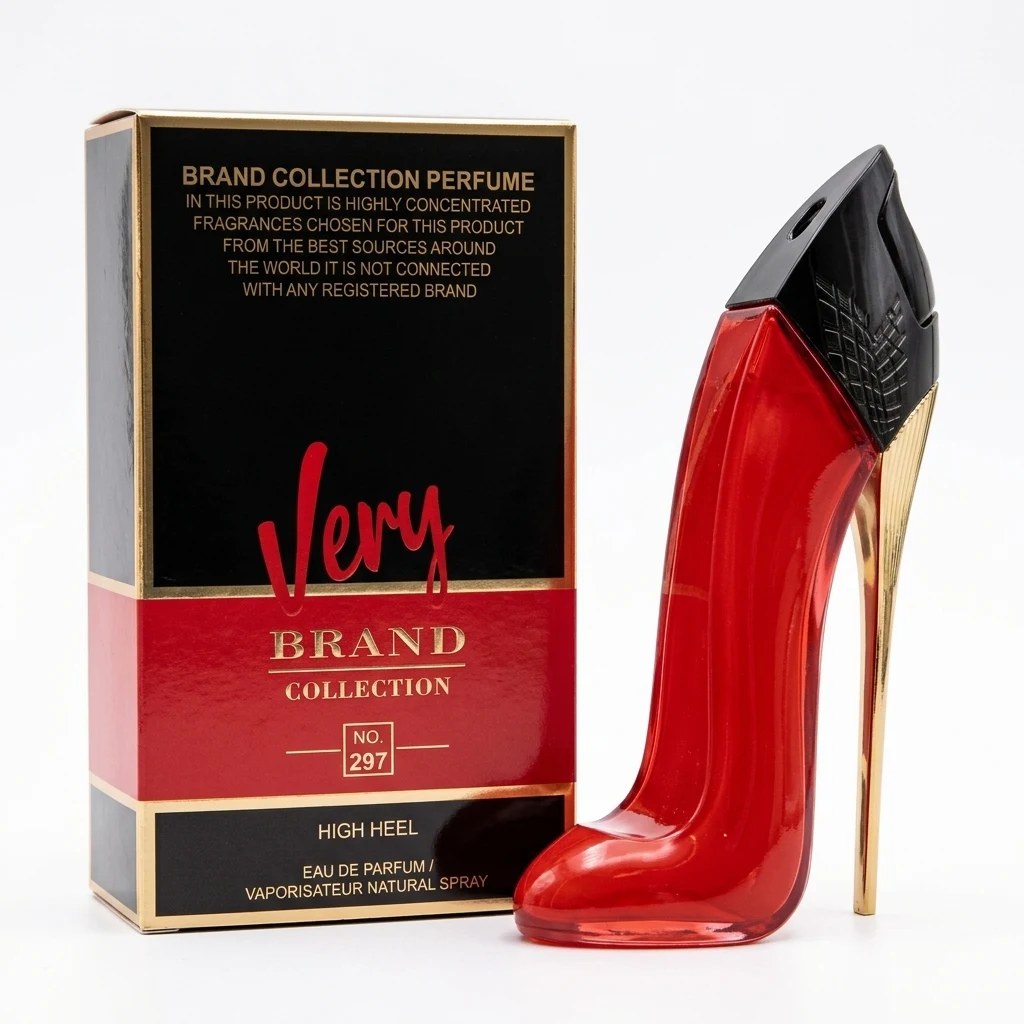 BRAND COLLECTION PERFUME
IN THIS PRODUCT IS HIGHLY CONCENTRATED
FRAGRANCES CHOSEN FOR THIS PRODUCT
FROM THE BEST SOURCES AROUND
THE WORLD IT IS NOT CONNECTED
WITH ANY REGISTERED BRAND
Very
BRAND
COLLECTION
NO.
297
HIGH HEEL
EAU DE PARFUM /
VAPORISATEUR NATURAL SPRAY